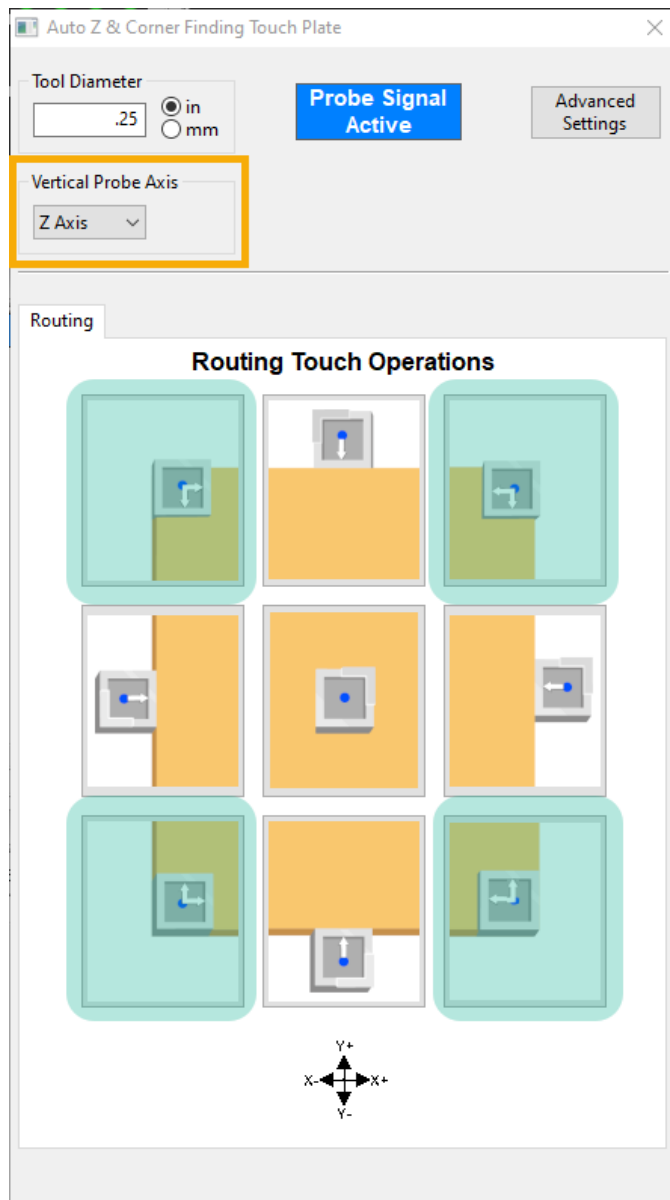 Auto Z & Corner Finding Touch Plate
Tool Diameter
.25
in
mm
Probe Signal
Active
Advanced
Settings
Vertical Probe Axis
Z Axis
Routing
Routing Touch Operations
Y+
X- X+
Y-